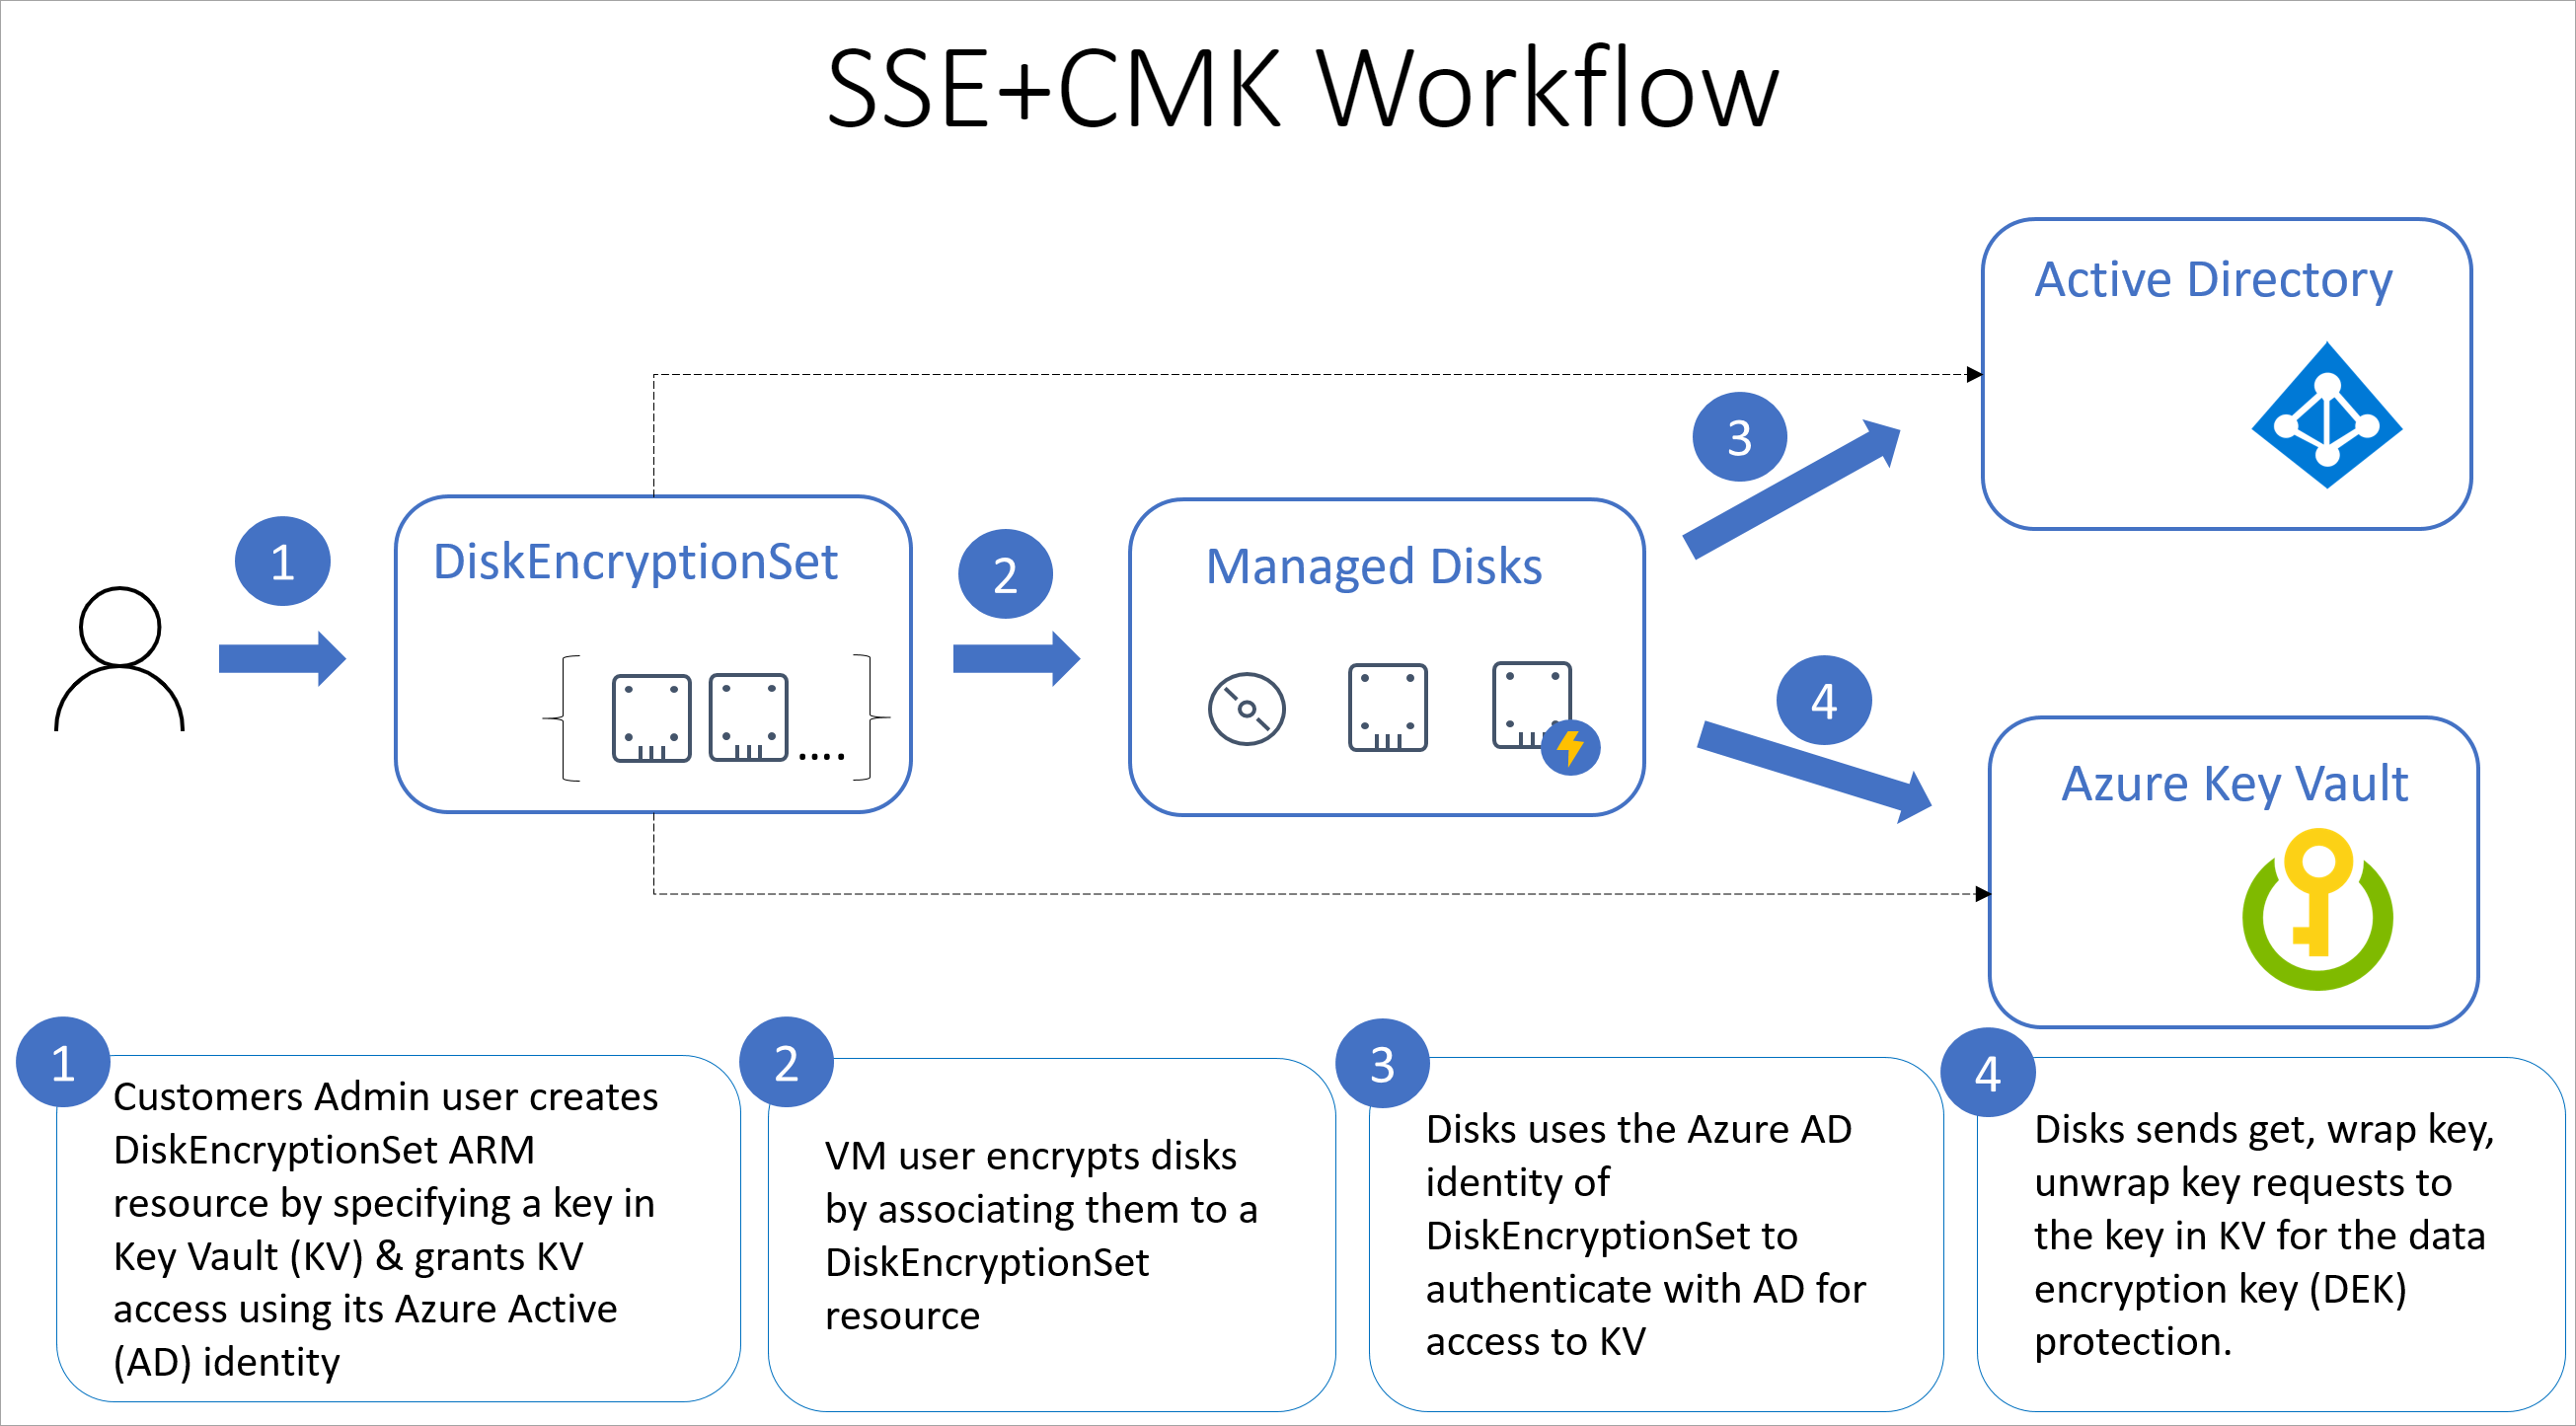 SSE+CMK Workflow
Active Directory
3
1
DiskEncryptionSet
2
Managed Disks
4
Azure Key Vault
....
1
Customers Admin user creates
DiskEncryptionSet ARM
resource by specifying a key in
Key Vault (KV) & grants KV
access using its Azure Active
(AD) identity
2
VM user encrypts disks
by associating them to a
DiskEncryptionSet
resource
3
Disks uses the Azure AD
identity of
DiskEncryptionSet to
authenticate with AD for
access to KV
4
Disks sends get, wrap key,
unwrap key requests to
the key in KV for the data
encryption key (DEK)
protection.